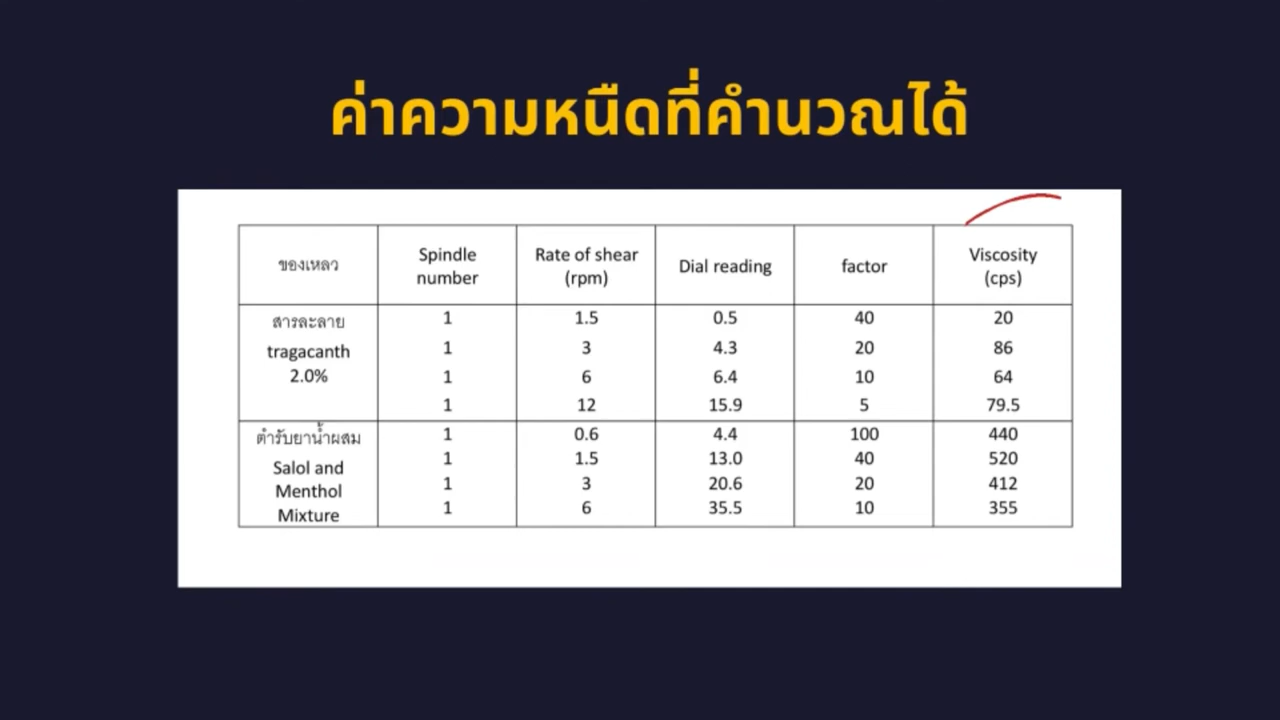 ค่าความหนืดที่คำนวณได้
ของเหลว Spindle number Rate of shear (rpm) Dial reading factor Viscosity (cps)
สารละลาย tragacanth 2.0%
1 1.5 0.5 40 20
1 3 4.3 20 86
1 6 6.4 10 64
1 12 15.9 5 79.5
ตำรับยาน้ำผสม Salol and Menthol Mixture
1 0.6 4.4 100 440
1 1.5 13.0 40 520
1 3 20.6 20 412
1 6 35.5 10 355